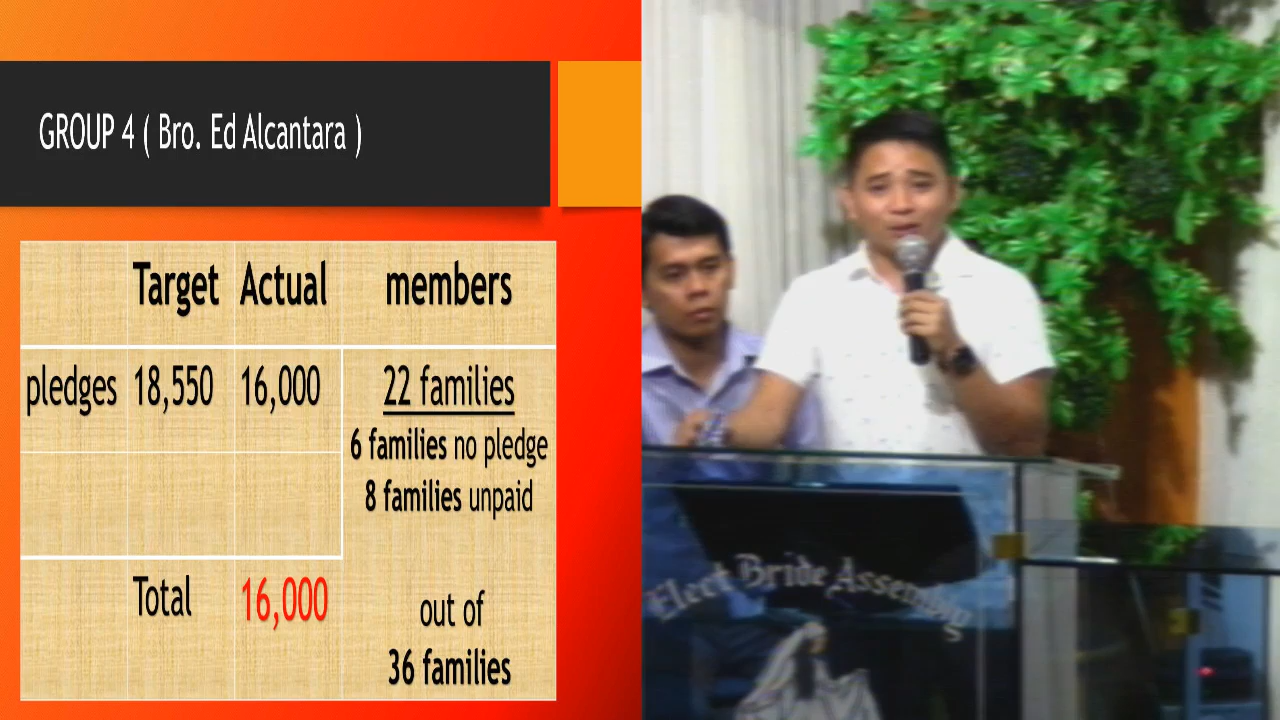 GROUP 4 ( Bro. Ed Alcantara )
Target Actual members
pledges 18,550 16,000 22 families
6 families no pledge
8 families unpaid
Total 16,000 out of
36 families
Elect Bride Assembly